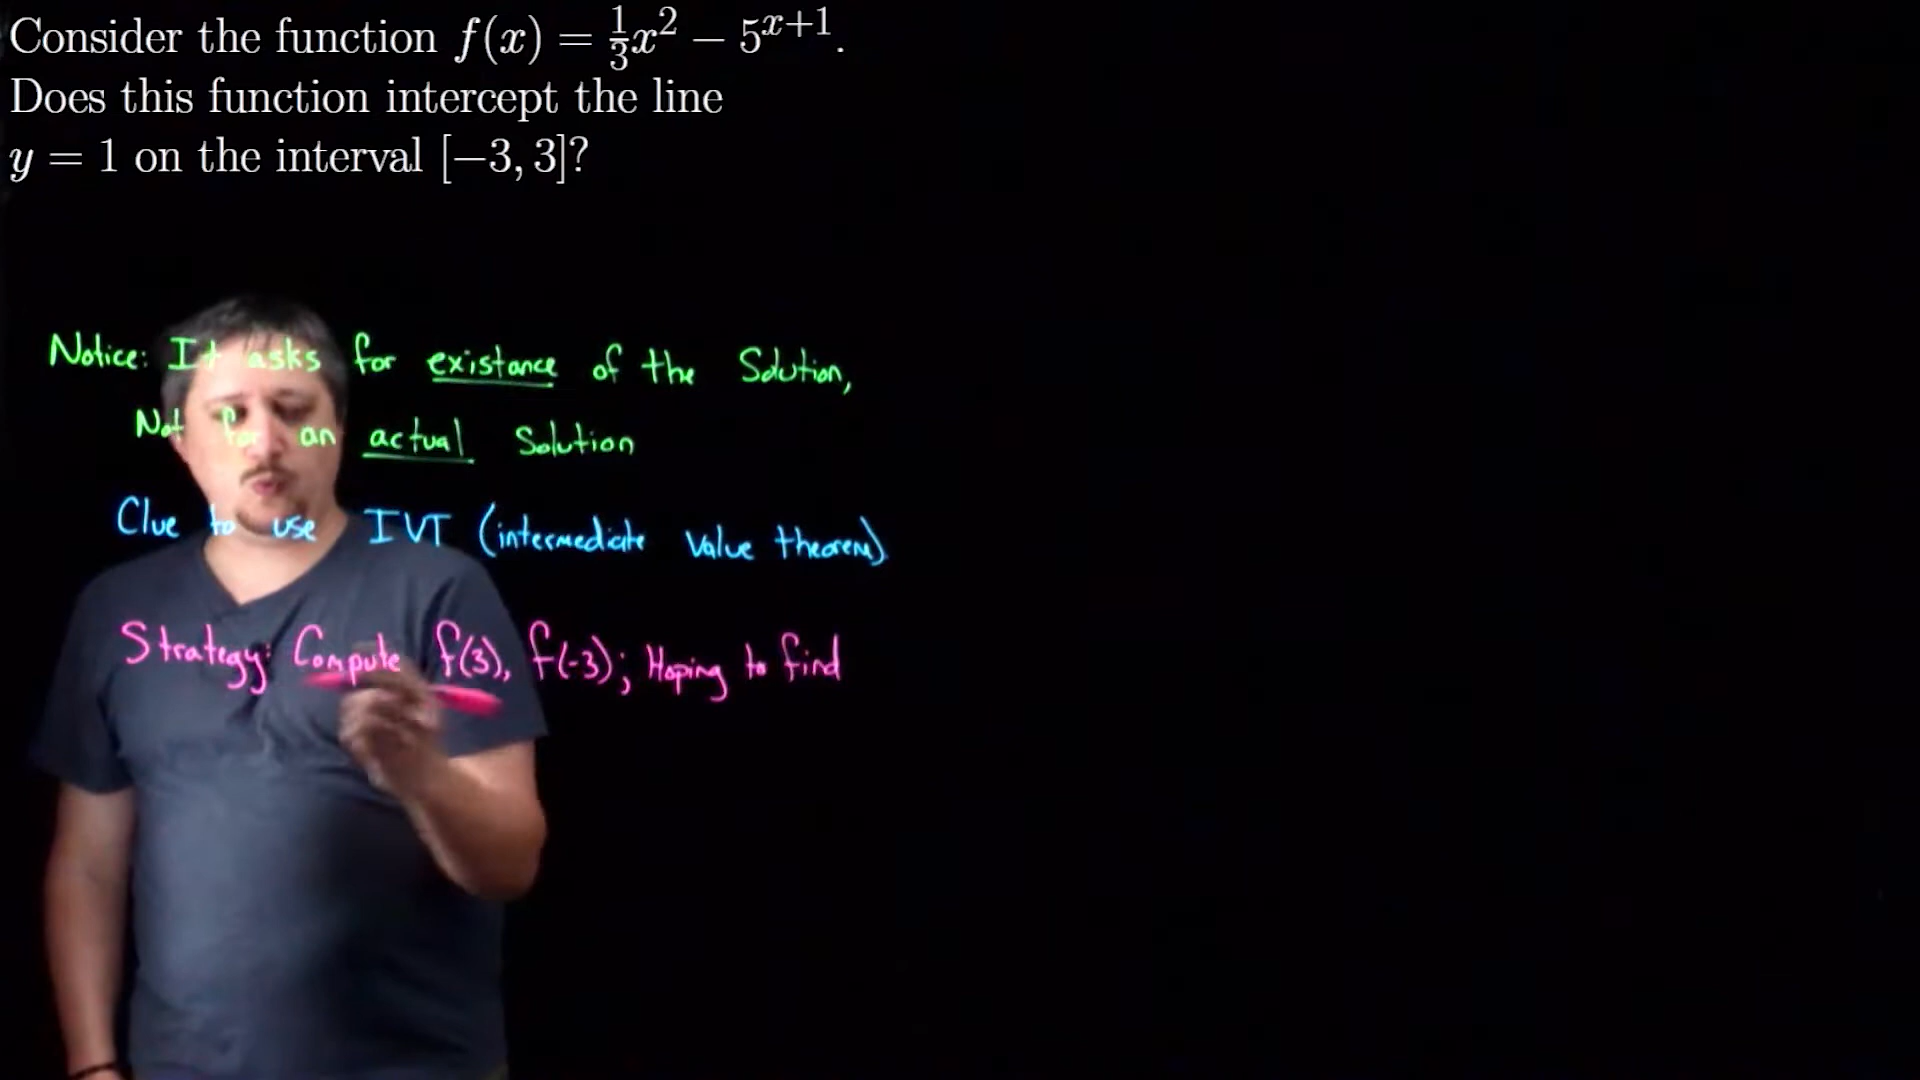 Consider the function f(x) = \frac{1}{3}x^2 − 5^{x+1}.
Does this function intercept the line
y = 1 on the interval [−3, 3]?
Notice: It asks for existance of the Solution,
Not for an actual Solution
Clue to use IVT (intermediate value theorem)
Strategy: Compute f(3), f(-3); Hoping to find